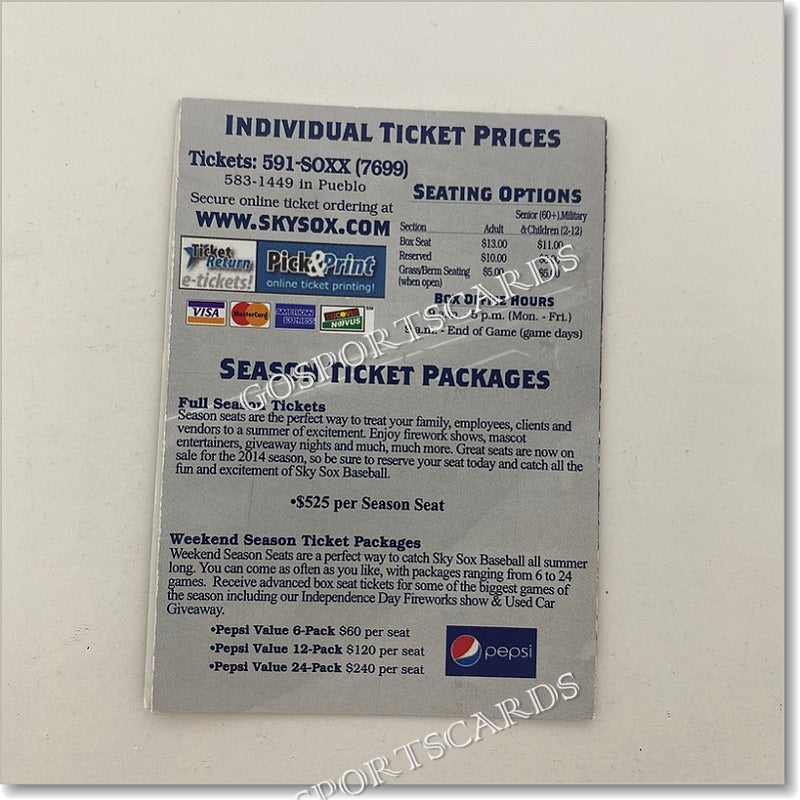 INDIVIDUAL TICKET PRICES
Tickets: 591-SOXX (7699)
583-1449 in Pueblo
Secure online ticket ordering at
WWW.SKYSOX.COM
Ticket Return
e-tickets!
Pick&Print
online ticket printing!
VISA
MasterCard
AMERICAN EXPRESS
DISCOVER
NOVUS
SM
SEATING OPTIONS
Senior (60+),Military
Section Adult & Children (2-12)
Box Seat $13.00 $11.00
Reserved $10.00
Grass/Berm Seating $5.00
(when open)
BOX OFFICE HOURS
9 a.m. - 5 p.m. (Mon. - Fri.)
9 a.m. - End of Game (game days)
SEASON TICKET PACKAGES
Full Season Tickets
Season seats are the perfect way to treat your family, employees, clients and
vendors to a summer of excitement. Enjoy firework shows, mascot
entertainers, giveaway nights and much, much more. Great seats are now on
sale for the 2014 season, so be sure to reserve your seat today and catch all the
fun and excitement of Sky Sox Baseball.
•$525 per Season Seat
Weekend Season Ticket Packages
Weekend Season Seats are a perfect way to catch Sky Sox Baseball all summer
long. You can come as often as you like, with packages ranging from 6 to 24
games. Receive advanced box seat tickets for some of the biggest games of
the season including our Independence Day Fireworks show & Used Car
Giveaway.
•Pepsi Value 6-Pack $60 per seat
•Pepsi Value 12-Pack $120 per seat
•Pepsi Value 24-Pack $240 per seat
pepsi
GOSPORTSCARDS
SPORTSCARDS